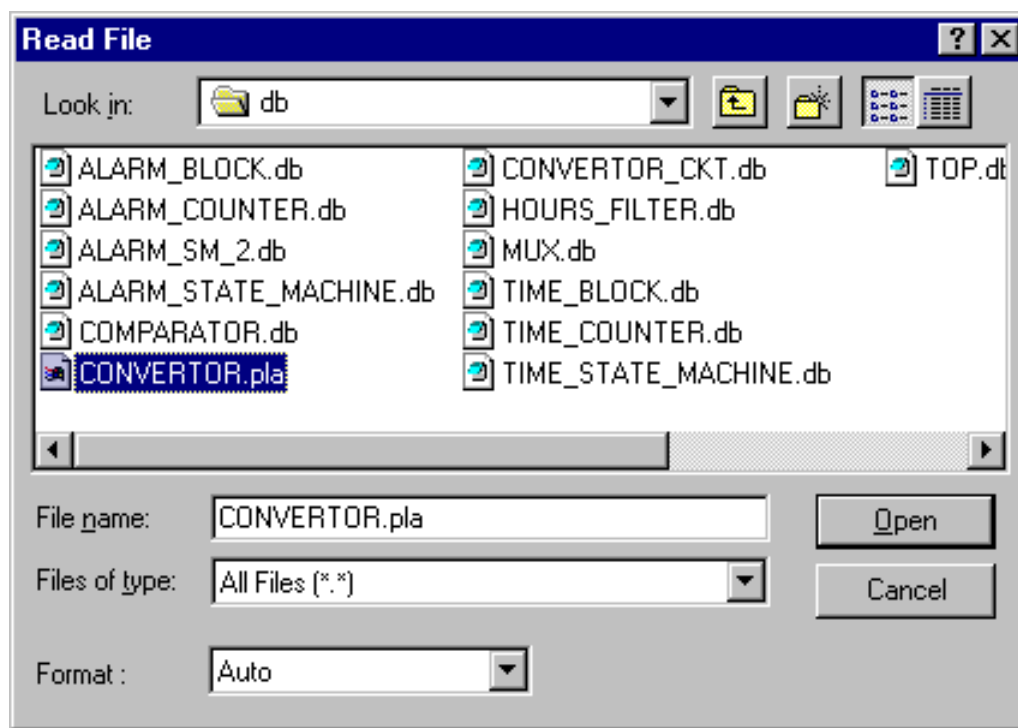 Read File
Look in: db
ALARM_BLOCK.db CONVERTOR_CKT.db TOP.db
ALARM_COUNTER.db HOURS_FILTER.db
ALARM_SM_2.db MUX.db
ALARM_STATE_MACHINE.db TIME_BLOCK.db
COMPARATOR.db TIME_COUNTER.db
CONVERTOR.pla TIME_STATE_MACHINE.db
File name: CONVERTOR.pla Open
Files of type: All Files (*.*) Cancel
Format : Auto